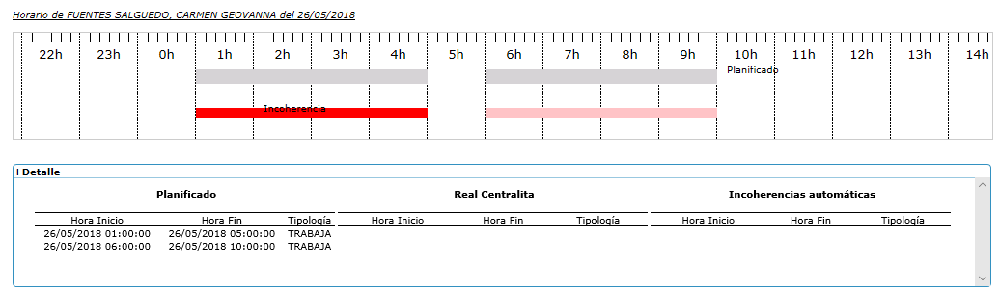 Horario de FUENTES SALGUEDO, CARMEN GEOVANNA del 26/05/2018
22h 23h 0h 1h 2h 3h 4h 5h 6h 7h 8h 9h 10h 11h 12h 13h 14h
Planificado
Incoherencia
+Detalle
Planificado Real Centralita Incoherencias automáticas
Hora Inicio Hora Fin Tipología Hora Inicio Hora Fin Tipología Hora Inicio Hora Fin Tipología
26/05/2018 01:00:00 26/05/2018 05:00:00 TRABAJA
26/05/2018 06:00:00 26/05/2018 10:00:00 TRABAJA